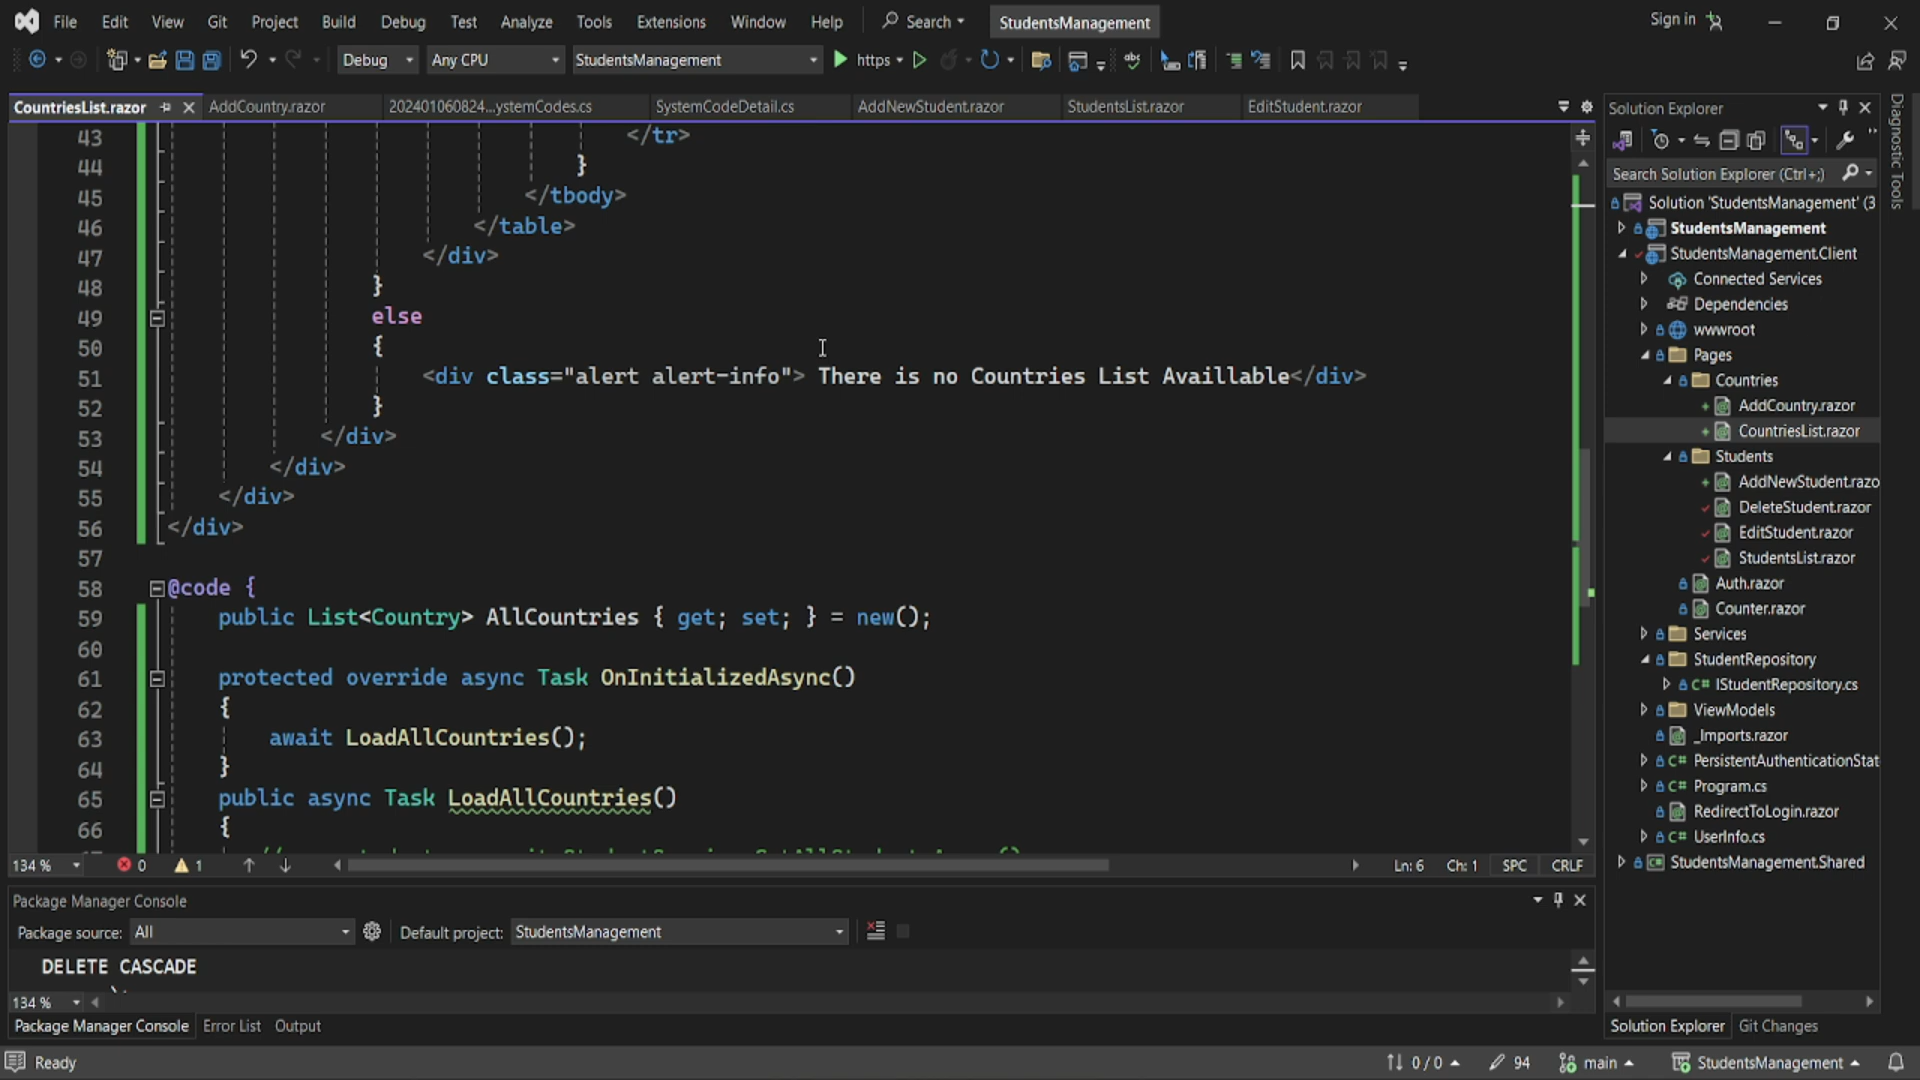 File Edit View Git Project Build Debug Test Analyze Tools Extensions Window Help Search StudentsManagement Sign in
Debug Any CPU StudentsManagement https
CountriesList.razor AddCountry.razor 202401060824...ystemCodes.cs SystemCodeDetail.cs AddNewStudent.razor StudentsList.razor EditStudent.razor
43 </tr>
44 }
45 </tbody>
46 </table>
47 </div>
48 }
49 else
50 {
51 <div class="alert alert-info"> There is no Countries List Availlable</div>
52 }
53 </div>
54 </div>
55 </div>
56 </div>
57
58 @code {
59 public List<Country> AllCountries { get; set; } = new();
60
61 protected override async Task OnInitializedAsync()
62 {
63 await LoadAllCountries();
64 }
65 public async Task LoadAllCountries()
66 {
134 % 0 1 Ln: 6 Ch: 1 SPC CRLF
Package Manager Console
Package source: All Default project: StudentsManagement
DELETE CASCADE
134 %
Package Manager Console Error List Output
Solution Explorer
Search Solution Explorer (Ctrl+;)
Solution 'StudentsManagement' (3
StudentsManagement
StudentsManagement.Client
Connected Services
Dependencies
wwwroot
Pages
Countries
AddCountry.razor
CountriesList.razor
Students
AddNewStudent.razo
DeleteStudent.razor
EditStudent.razor
StudentsList.razor
Auth.razor
Counter.razor
Services
StudentRepository
C# IStudentRepository.cs
ViewModels
_Imports.razor
C# PersistentAuthenticationStat
C# Program.cs
RedirectToLogin.razor
C# UserInfo.cs
StudentsManagement.Shared
Solution Explorer Git Changes
Diagnostic Tools
Ready 0 / 0 94 main StudentsManagement